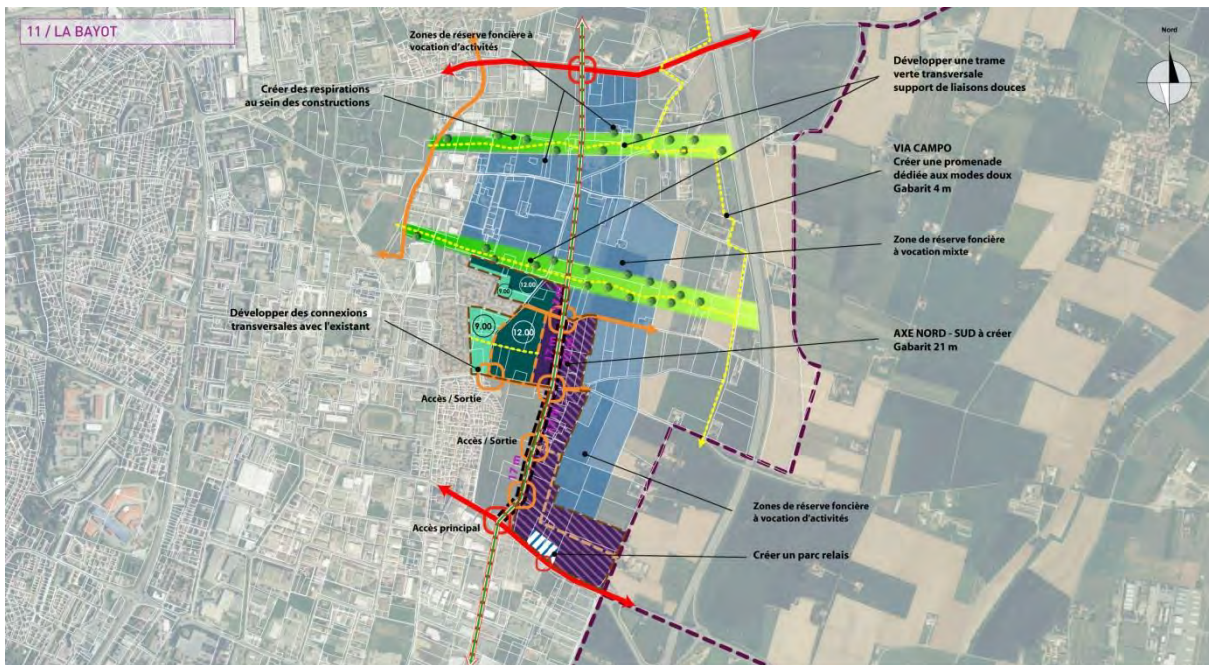 11 / LA BAYOT
Zones de réserve foncière à
vocation d'activités
Nord
Créer des respirations
au sein des constructions
Développer une trame
verte transversale
support de liaisons douces
VIA CAMPO
Créer une promenade
dédiée aux modes doux
Gabarit 4 m
Zone de réserve foncière
à vocation mixte
9.00
12.00
Développer des connexions
transversales avec l'existant
9.00
12.00
AXE NORD - SUD à créer
Gabarit 21 m
Accès / Sortie
Accès / Sortie
12 m
Zones de réserve foncière
à vocation d'activités
Accès principal
Créer un parc relais